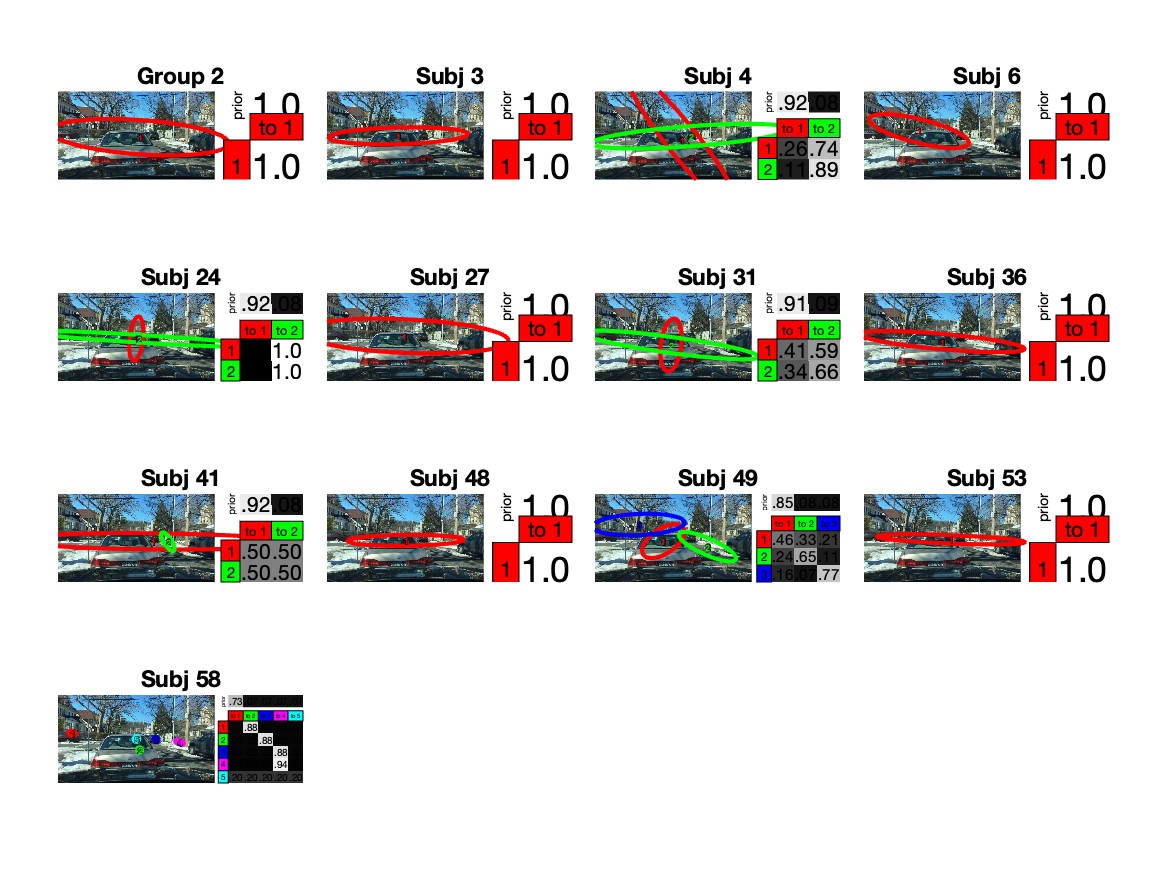 Group 2
prior 1.0
to 1
1 1.0
Subj 3
prior 1.0
to 1
1 1.0
Subj 4
prior .92 .08
to 1 to 2
1 .26 .74
2 .11 .89
Subj 6
prior 1.0
to 1
1 1.0
Subj 24
prior .92 .08
to 1 to 2
1 1.0
2 1.0
Subj 27
prior 1.0
to 1
1 1.0
Subj 31
prior .91 .09
to 1 to 2
1 .41 .59
2 .34 .66
Subj 36
prior 1.0
to 1
1 1.0
Subj 41
prior .92 .08
to 1 to 2
1 .50 .50
2 .50 .50
Subj 48
prior 1.0
to 1
1 1.0
Subj 49
prior .85 .08 .08
to 1 to 2 to 3
1 .46 .33 .21
2 .24 .65 .11
3 .16 .07 .77
Subj 53
prior 1.0
to 1
1 1.0
Subj 58
prior .73
to 1 to 2 to 4 to 5
1 .88
2 .88
.88
4 .94
5 .20 .20 .20 .20 .20